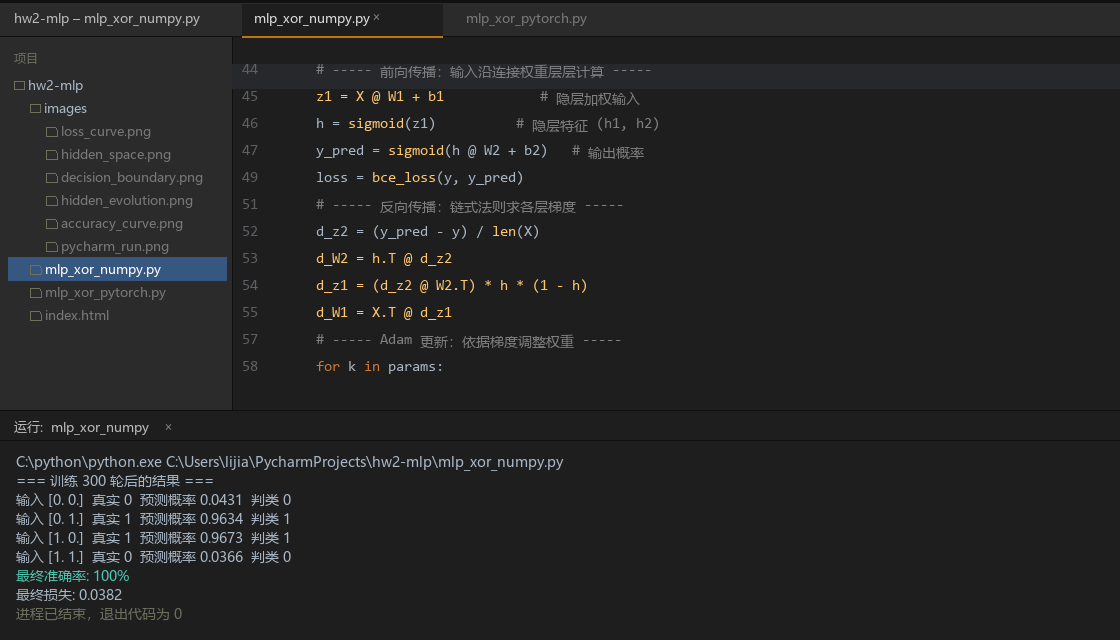 hw2-mlp – mlp_xor_numpy.py
mlp_xor_numpy.py ×
mlp_xor_pytorch.py
项目
hw2-mlp
images
loss_curve.png
hidden_space.png
decision_boundary.png
hidden_evolution.png
accuracy_curve.png
pycharm_run.png
mlp_xor_numpy.py
mlp_xor_pytorch.py
index.html
44 # ----- 前向传播: 输入沿连接权重层层计算 -----
45 z1 = X @ W1 + b1 # 隐层加权输入
46 h = sigmoid(z1) # 隐层特征 (h1, h2)
47 y_pred = sigmoid(h @ W2 + b2) # 输出概率
49 loss = bce_loss(y, y_pred)
51 # ----- 反向传播: 链式法则求各层梯度 -----
52 d_z2 = (y_pred - y) / len(X)
53 d_W2 = h.T @ d_z2
54 d_z1 = (d_z2 @ W2.T) * h * (1 - h)
55 d_W1 = X.T @ d_z1
57 # ----- Adam 更新: 依据梯度调整权重 -----
58 for k in params:
运行: mlp_xor_numpy ×
C:\python\python.exe C:\Users\lijia\PycharmProjects\hw2-mlp\mlp_xor_numpy.py
=== 训练 300 轮后的结果 ===
输入 [0. 0.] 真实 0 预测概率 0.0431 判类 0
输入 [0. 1.] 真实 1 预测概率 0.9634 判类 1
输入 [1. 0.] 真实 1 预测概率 0.9673 判类 1
输入 [1. 1.] 真实 0 预测概率 0.0366 判类 0
最终准确率: 100%
最终损失: 0.0382
进程已结束，退出代码为 0